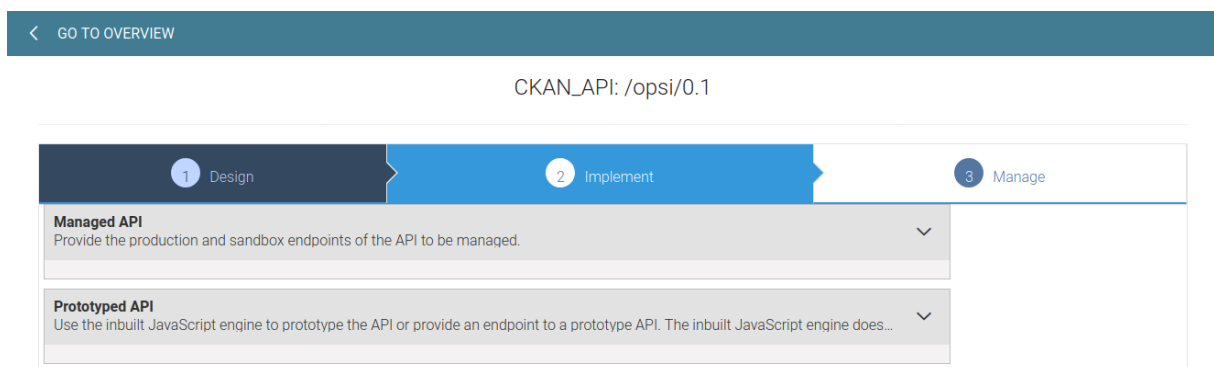 GO TO OVERVIEW
CKAN_API: /opsi/0.1
1 Design
2 Implement
3 Manage
Managed API
Provide the production and sandbox endpoints of the API to be managed.
Prototyped API
Use the inbuilt JavaScript engine to prototype the API or provide an endpoint to a prototype API. The inbuilt JavaScript engine does...